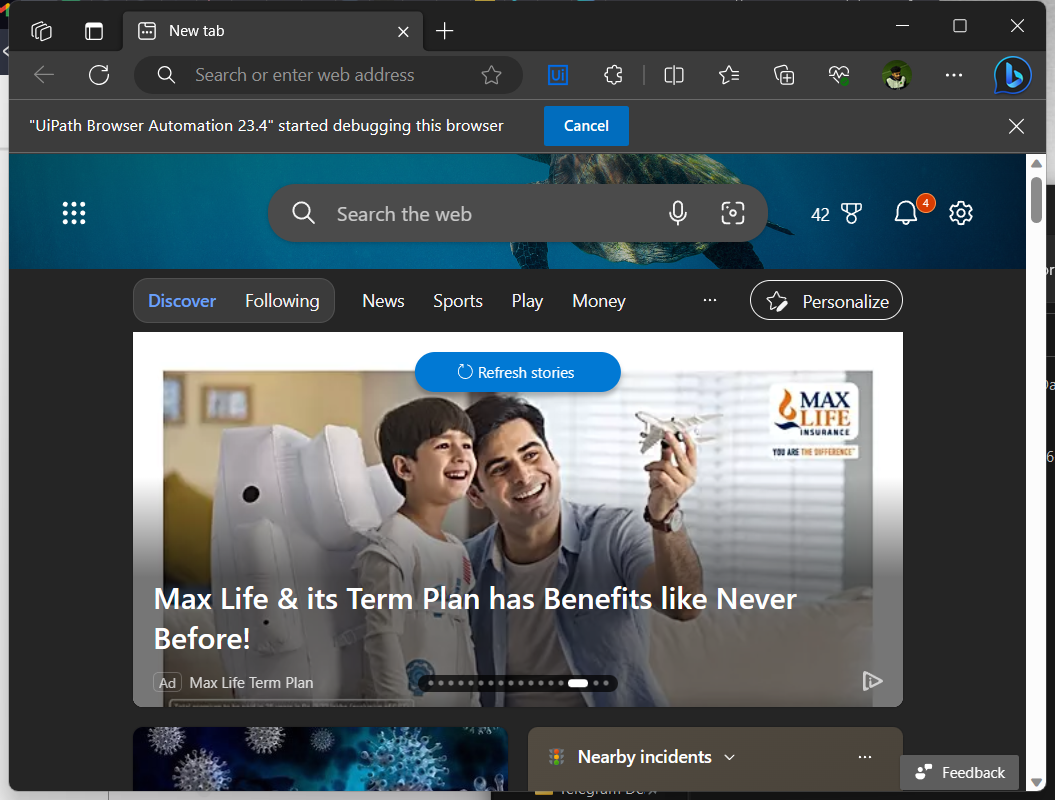 New tab
Search or enter web address
Ui
"UiPath Browser Automation 23.4" started debugging this browser
Cancel
Search the web
42
4
Discover
Following
News
Sports
Play
Money
Personalize
Refresh stories
MAX
LIFE
INSURANCE
YOU ARE THE DIFFERENCE™
Max Life & its Term Plan has Benefits like Never
Before!
Ad
Max Life Term Plan
Nearby incidents
Feedback